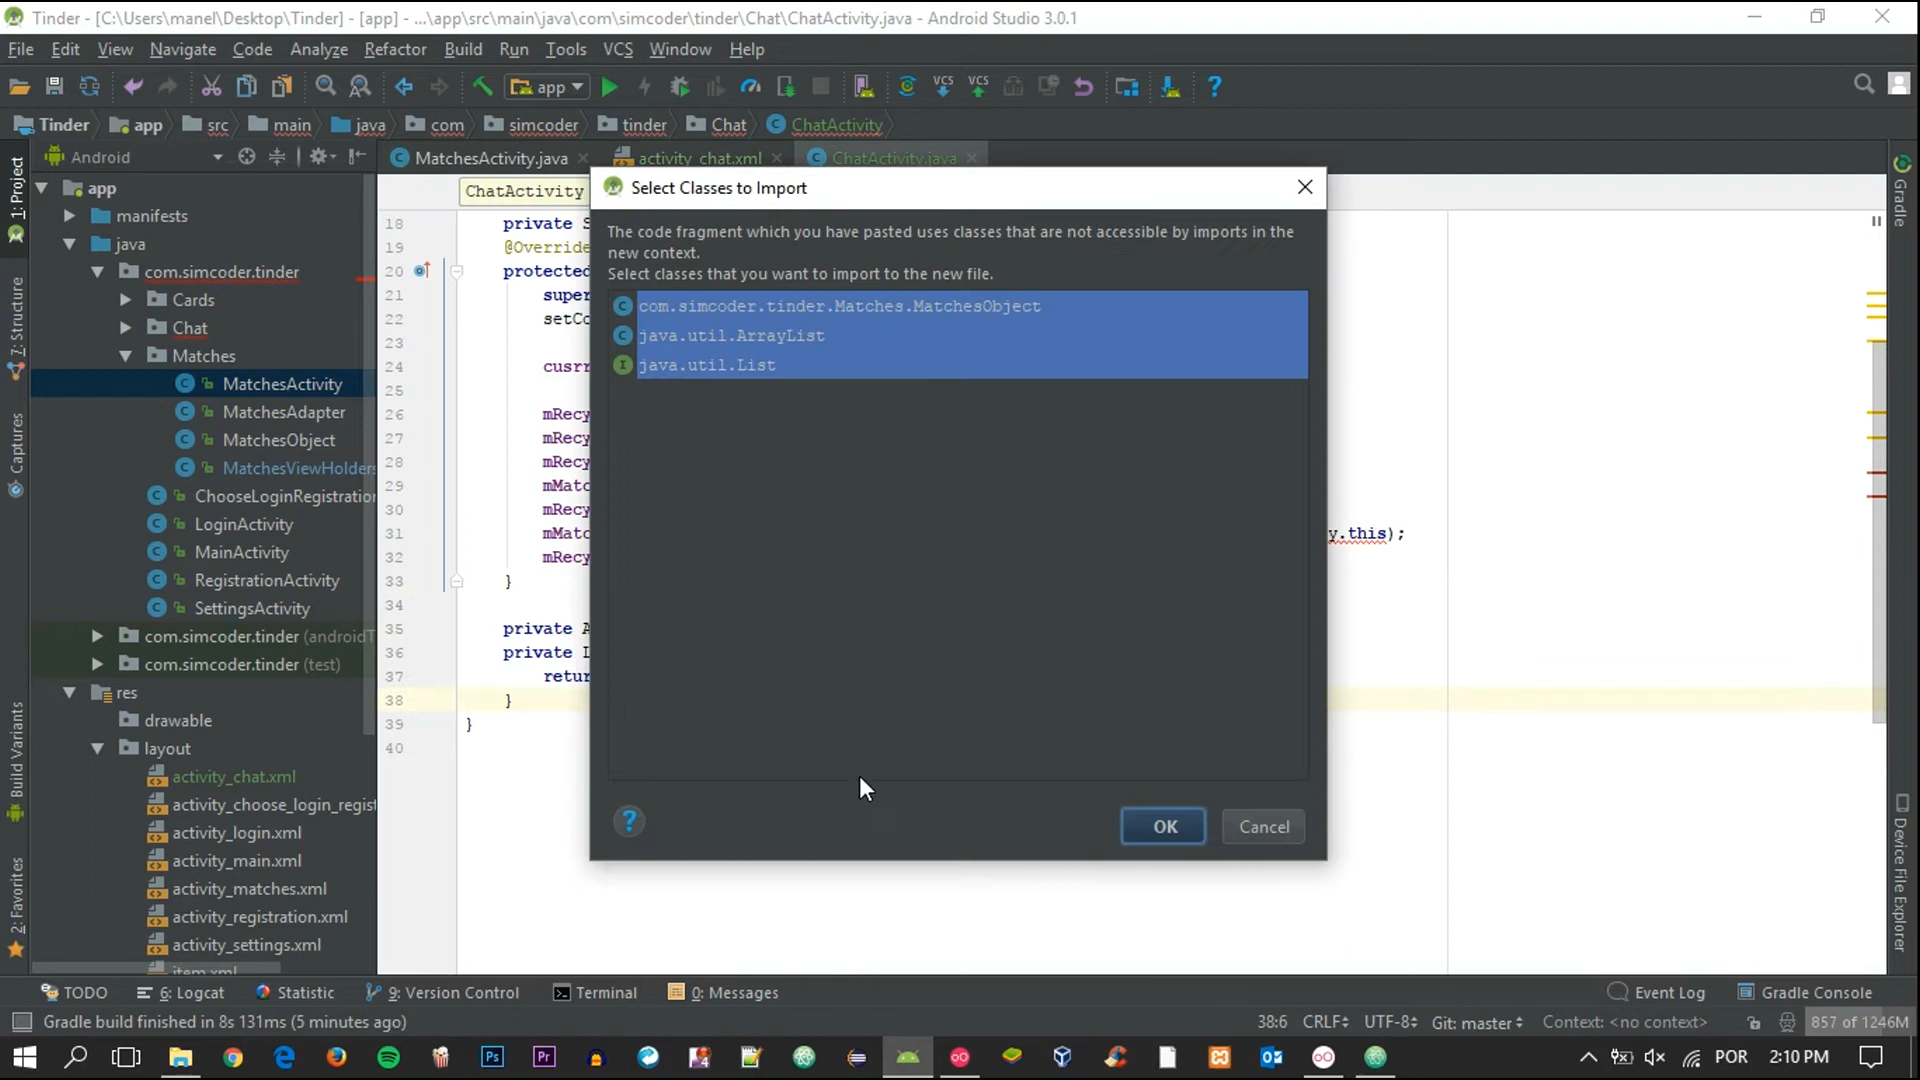 Tinder - [C:\Users\manel\Desktop\Tinder] - [app] - ...\app\src\main\java\com\simcoder\tinder\Chat\ChatActivity.java - Android Studio 3.0.1
File Edit View Navigate Code Analyze Refactor Build Run Tools VCS Window Help
app VCS VCS
Tinder app src main java com simcoder tinder Chat ChatActivity
Android MatchesActivity.java activity_chat.xml ChatActivity.java
1: Project
7: Structure
Captures
Build Variants
2: Favorites
app
manifests
java
com.simcoder.tinder
Cards
Chat
Matches
MatchesActivity
MatchesAdapter
MatchesObject
MatchesViewHolders
ChooseLoginRegistration
LoginActivity
MainActivity
RegistrationActivity
SettingsActivity
com.simcoder.tinder (androidT
com.simcoder.tinder (test)
res
drawable
layout
activity_chat.xml
activity_choose_login_regist
activity_login.xml
activity_main.xml
activity_matches.xml
activity_registration.xml
activity_settings.xml
item.xml
ChatActivity
18 private S
19 @Override
20 protected
21 super
22 setCo
23
24 cusrr
25
26 mRecy
27 mRecy
28 mRecy
29 mMatc
30 mRecy
31 mMatc y.this);
32 mRecy
33 }
34
35 private A
36 private L
37 retur
38 }
39 }
40
Select Classes to Import
The code fragment which you have pasted uses classes that are not accessible by imports in the
new context.
Select classes that you want to import to the new file.
com.simcoder.tinder.Matches.MatchesObject
java.util.ArrayList
java.util.List
? OK Cancel
Gradle
Device File Explorer
TODO 6: Logcat Statistic 9: Version Control Terminal 0: Messages Event Log Gradle Console
Gradle build finished in 8s 131ms (5 minutes ago) 38:6 CRLF UTF-8 Git: master Context: <no context> 857 of 1246M
Ps Pr POR 2:10 PM